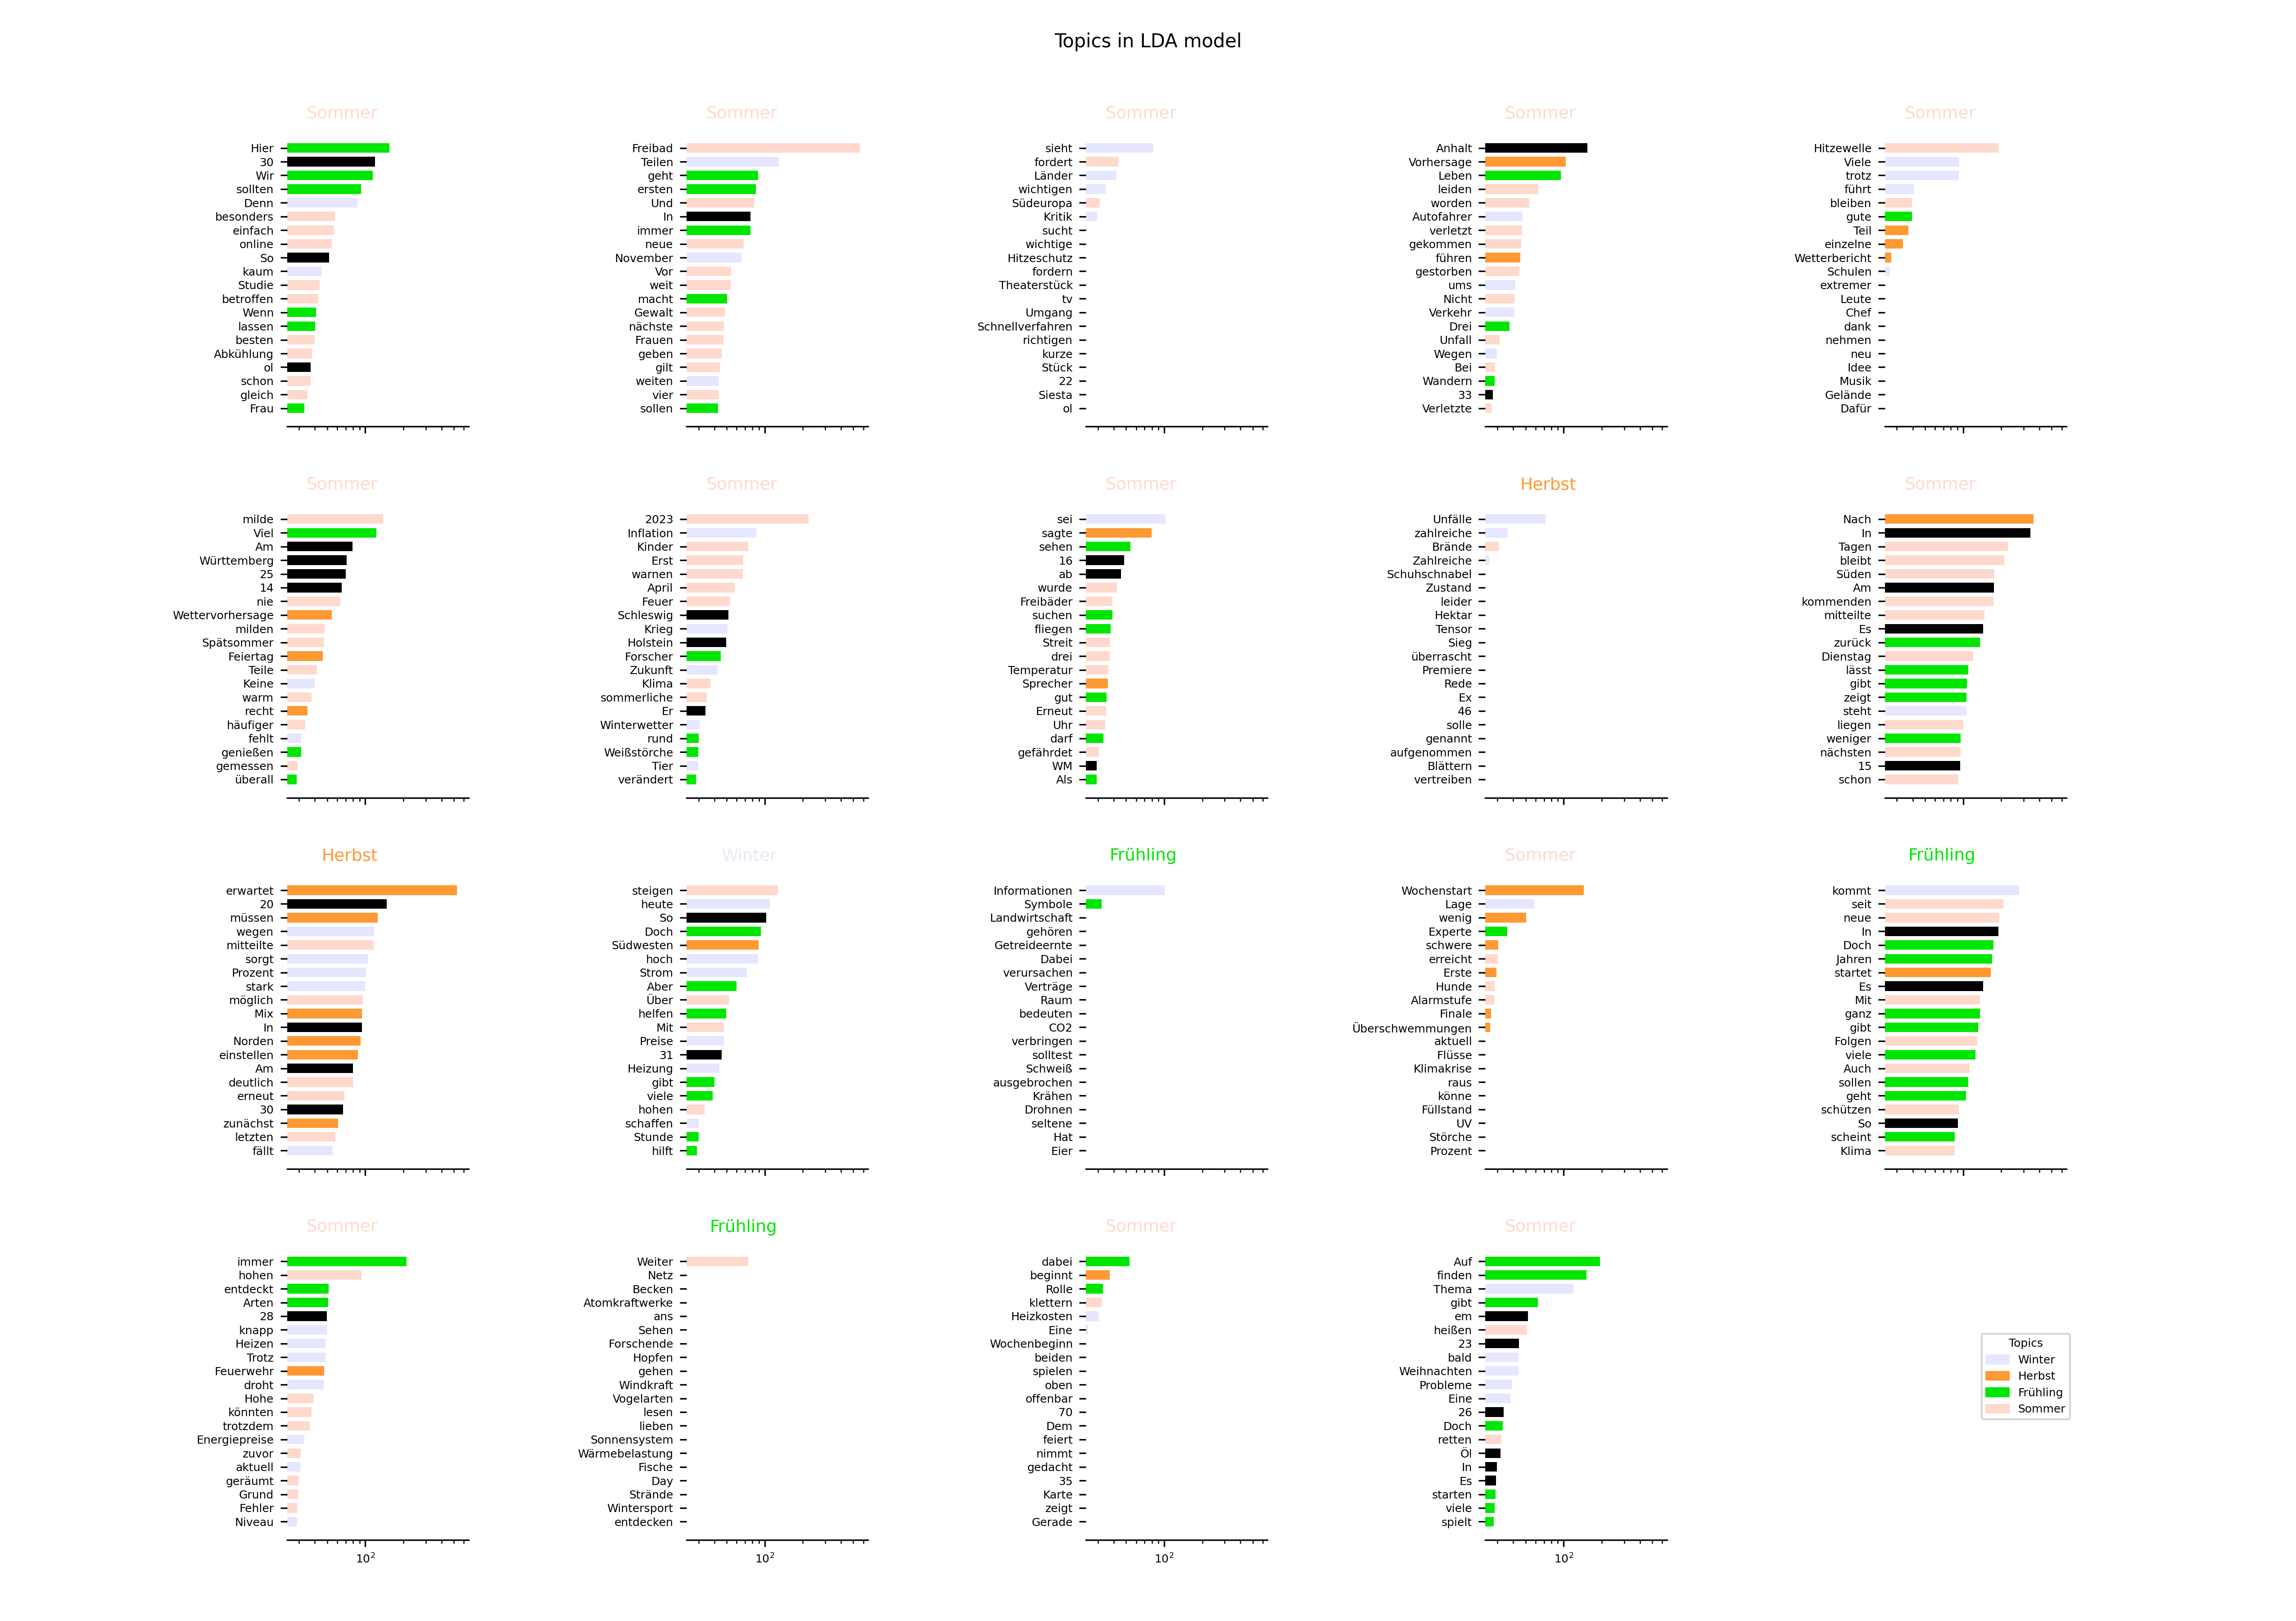 Topics in LDA model
Sommer
Hier
30
Wir
sollten
Denn
besonders
einfach
online
So
kaum
Studie
betroffen
Wenn
lassen
besten
Abkühlung
ol
schon
gleich
Frau
Sommer
Freibad
Teilen
geht
ersten
Und
In
immer
neue
November
Vor
weit
macht
Gewalt
nächste
Frauen
geben
gilt
weiten
vier
sollen
Sommer
sieht
fordert
Länder
wichtigen
Südeuropa
Kritik
sucht
wichtige
Hitzeschutz
fordern
Theaterstück
tv
Umgang
Schnellverfahren
richtigen
kurze
Stück
22
Siesta
ol
Sommer
Anhalt
Vorhersage
Leben
leiden
worden
Autofahrer
verletzt
gekommen
führen
gestorben
ums
Nicht
Verkehr
Drei
Unfall
Wegen
Bei
Wandern
33
Verletzte
Sommer
Hitzewelle
Viele
trotz
führt
bleiben
gute
Teil
einzelne
Wetterbericht
Schulen
extremer
Leute
Chef
dank
nehmen
neu
Idee
Musik
Gelände
Dafür
Sommer
milde
Viel
Am
Württemberg
25
14
nie
Wettervorhersage
milden
Spätsommer
Feiertag
Teile
Keine
warm
recht
häufiger
fehlt
genießen
gemessen
überall
Sommer
2023
Inflation
Kinder
Erst
warnen
April
Feuer
Schleswig
Krieg
Holstein
Forscher
Zukunft
Klima
sommerliche
Er
Winterwetter
rund
Weißstörche
Tier
verändert
Sommer
sei
sagte
sehen
16
ab
wurde
Freibäder
suchen
fliegen
Streit
drei
Temperatur
Sprecher
gut
Erneut
Uhr
darf
gefährdet
WM
Als
Herbst
Unfälle
zahlreiche
Brände
Zahlreiche
Schuhschnabel
Zustand
leider
Hektar
Tensor
Sieg
überrascht
Premiere
Rede
Ex
46
solle
genannt
aufgenommen
Blättern
vertreiben
Sommer
Nach
In
Tagen
bleibt
Süden
Am
kommenden
mitteilte
Es
zurück
Dienstag
lässt
gibt
zeigt
steht
liegen
weniger
nächsten
15
schon
Herbst
erwartet
20
müssen
wegen
mitteilte
sorgt
Prozent
stark
möglich
Mix
In
Norden
einstellen
Am
deutlich
erneut
30
zunächst
letzten
fällt
Winter
steigen
heute
So
Doch
Südwesten
hoch
Strom
Aber
Über
helfen
Mit
Preise
31
Heizung
gibt
viele
hohen
schaffen
Stunde
hilft
Frühling
Informationen
Symbole
Landwirtschaft
gehören
Getreideernte
Dabei
verursachen
Verträge
Raum
bedeuten
CO2
verbringen
solltest
Schweiß
ausgebrochen
Krähen
Drohnen
seltene
Hat
Eier
Sommer
Wochenstart
Lage
wenig
Experte
schwere
erreicht
Erste
Hunde
Alarmstufe
Finale
Überschwemmungen
aktuell
Flüsse
Klimakrise
raus
könne
Füllstand
UV
Störche
Prozent
Frühling
kommt
seit
neue
In
Doch
Jahren
startet
Es
Mit
ganz
gibt
Folgen
viele
Auch
sollen
geht
schützen
So
scheint
Klima
Sommer
immer
hohen
entdeckt
Arten
28
knapp
Heizen
Trotz
Feuerwehr
droht
Hohe
könnten
trotzdem
Energiepreise
zuvor
aktuell
geräumt
Grund
Fehler
Niveau
10²
Frühling
Weiter
Netz
Becken
Atomkraftwerke
ans
Sehen
Forschende
Hopfen
gehen
Windkraft
Vogelarten
lesen
lieben
Sonnensystem
Wärmebelastung
Fische
Day
Strände
Wintersport
entdecken
10²
Sommer
dabei
beginnt
Rolle
klettern
Heizkosten
Eine
Wochenbeginn
beiden
spielen
oben
offenbar
70
Dem
feiert
nimmt
gedacht
35
Karte
zeigt
Gerade
10²
Sommer
Auf
finden
Thema
gibt
em
heißen
23
bald
Weihnachten
Probleme
Eine
26
Doch
retten
Öl
In
Es
starten
viele
spielt
10²
Topics
Winter
Herbst
Frühling
Sommer